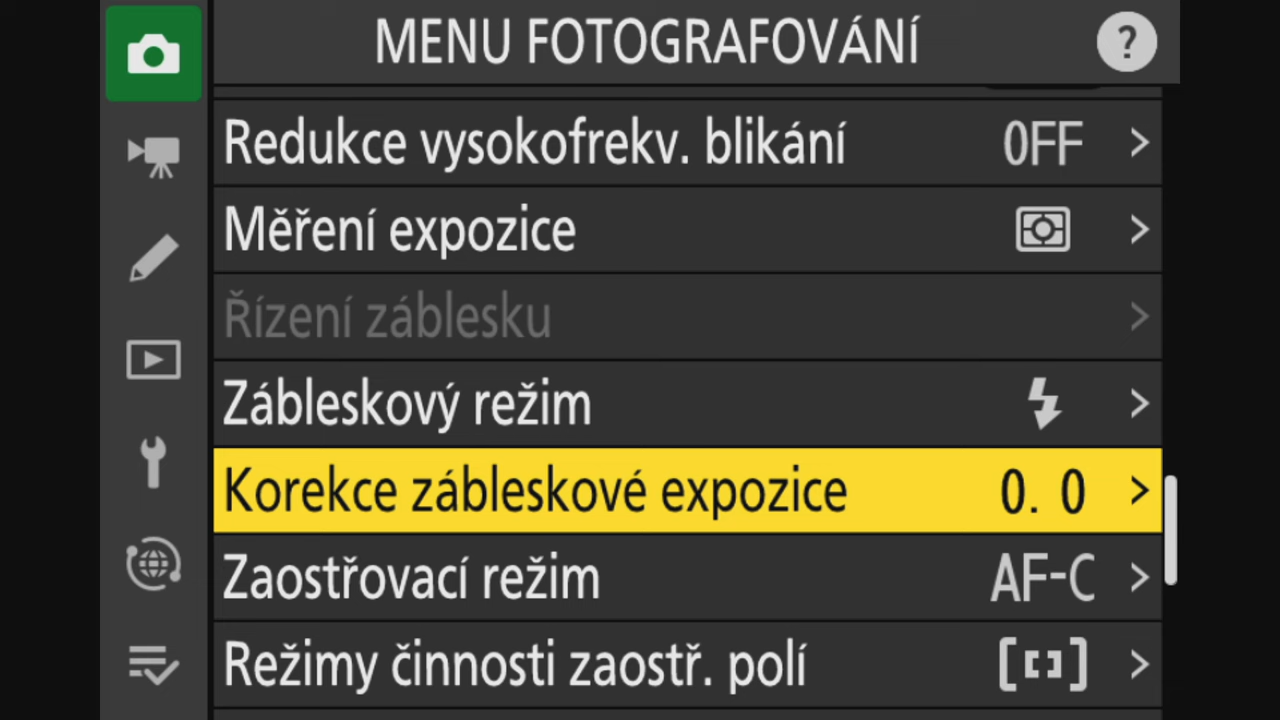 MENU FOTOGRAFOVÁNÍ ?
Redukce vysokofrekv. blikání OFF >
Měření expozice >
Řízení záblesku >
Zábleskový režim >
Korekce zábleskové expozice 0. 0 >
Zaostřovací režim AF-C >
Režimy činnosti zaostř. polí >